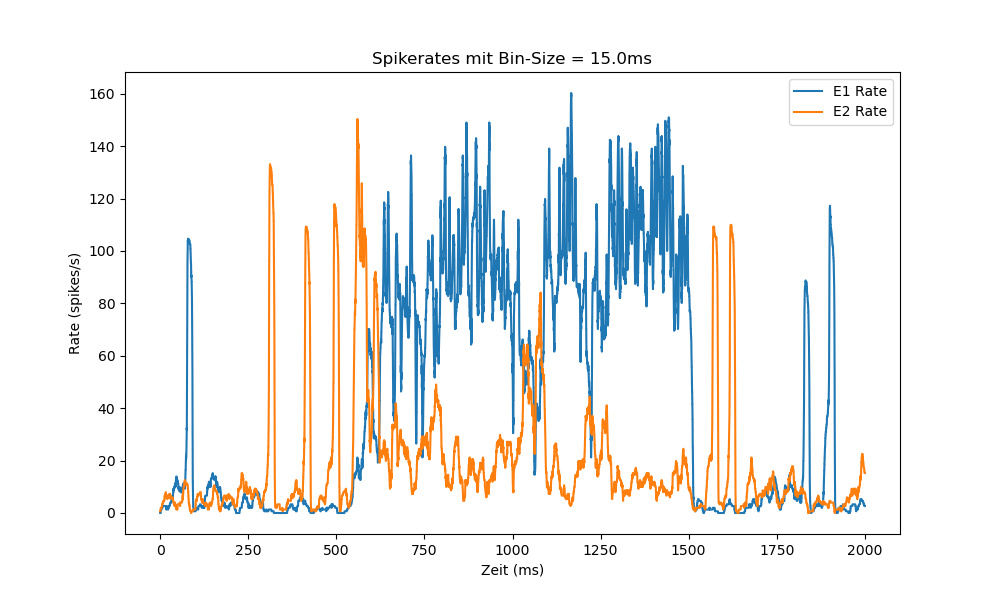 Spikerates mit Bin-Size = 15.0ms
E1 Rate
E2 Rate
Rate (spikes/s)
160
140
120
100
80
60
40
20
0
0 250 500 750 1000 1250 1500 1750 2000
Zeit (ms)